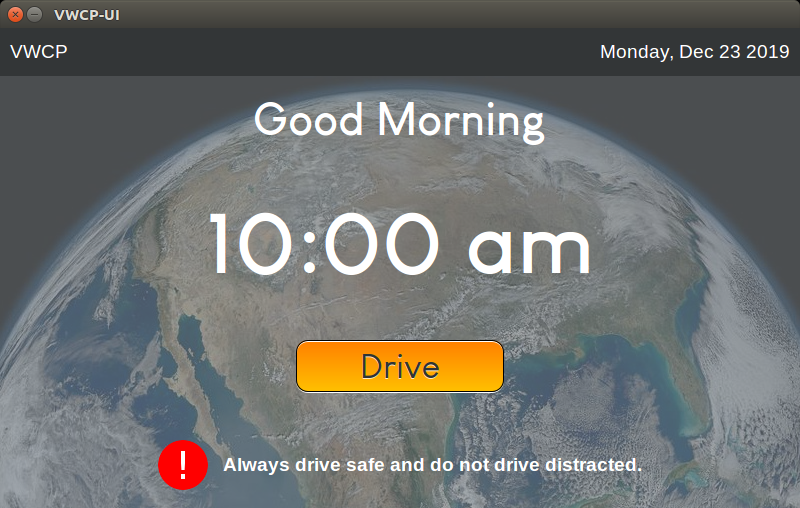 VWCP-UI
VWCP
Monday, Dec 23 2019
Good Morning
10:00 am
Drive
! Always drive safe and do not drive distracted.